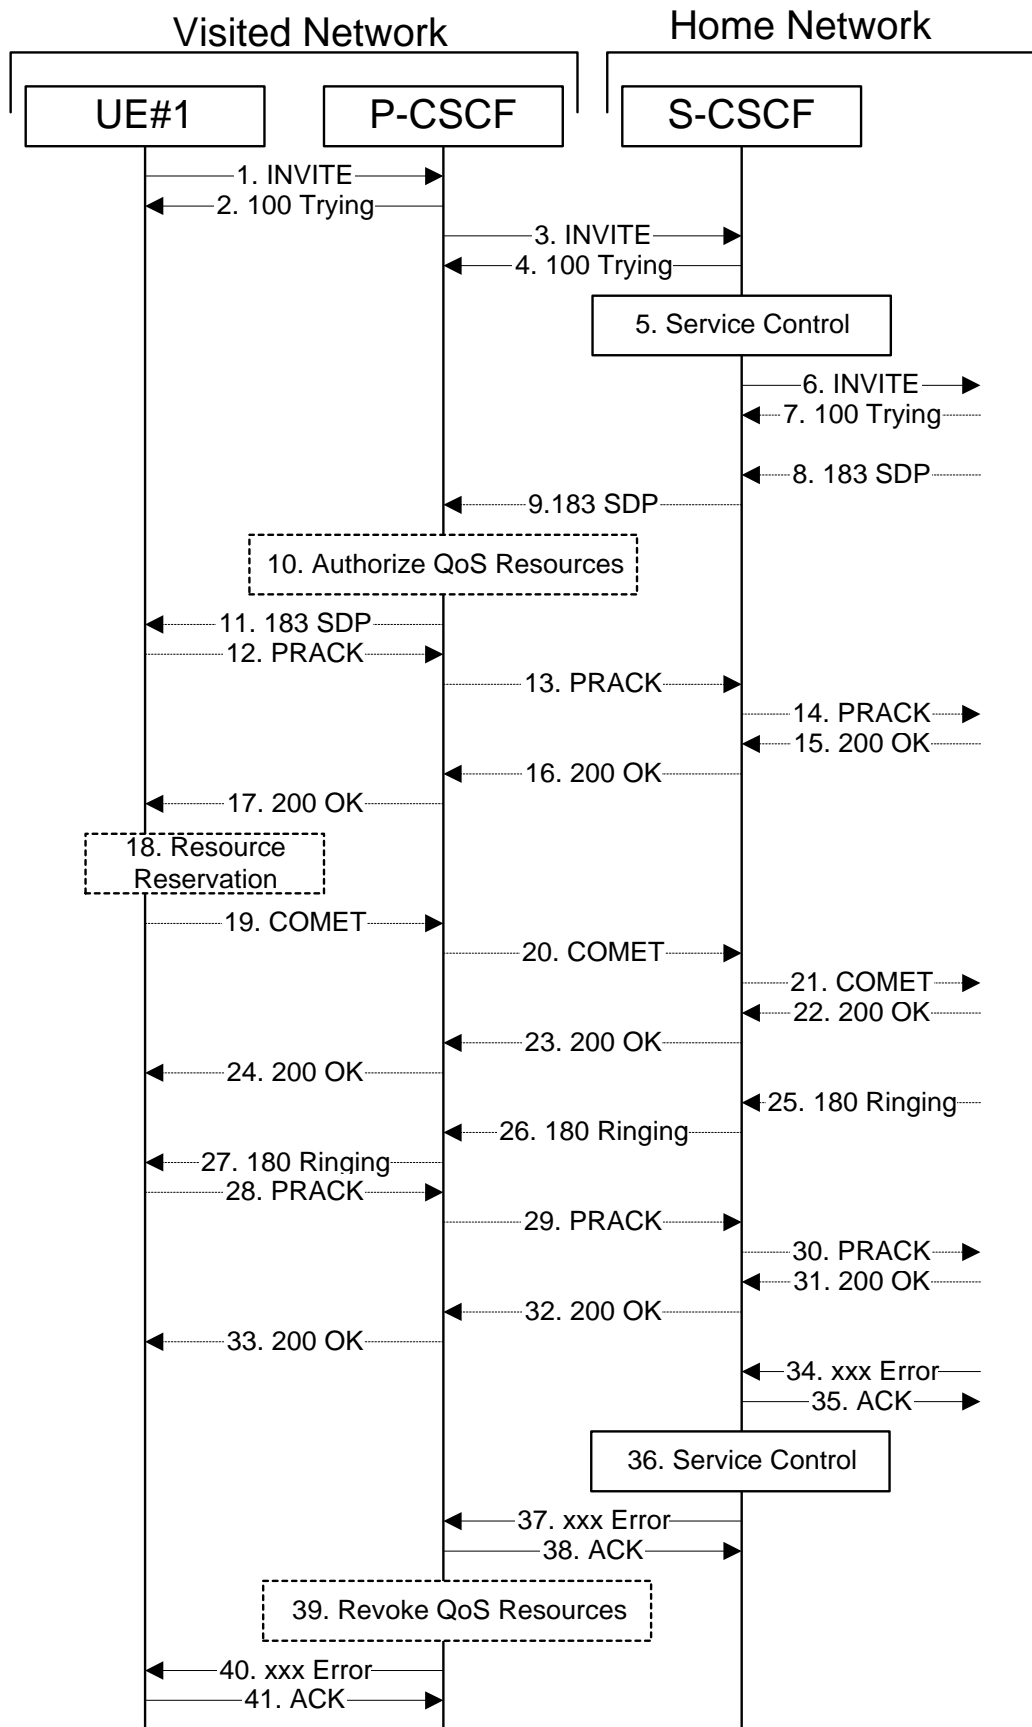 Visited Network
Home Network
UE#1
P-CSCF
S-CSCF
1. INVITE
2. 100 Trying
3. INVITE
4. 100 Trying
5. Service Control
6. INVITE
7. 100 Trying
8. 183 SDP
9.183 SDP
10. Authorize QoS Resources
11. 183 SDP
12. PRACK
13. PRACK
14. PRACK
15. 200 OK
16. 200 OK
17. 200 OK
18. Resource
Reservation
19. COMET
20. COMET
21. COMET
22. 200 OK
23. 200 OK
24. 200 OK
25. 180 Ringing
26. 180 Ringing
27. 180 Ringing
28. PRACK
29. PRACK
30. PRACK
31. 200 OK
32. 200 OK
33. 200 OK
34. xxx Error
35. ACK
36. Service Control
37. xxx Error
38. ACK
39. Revoke QoS Resources
40. xxx Error
41. ACK